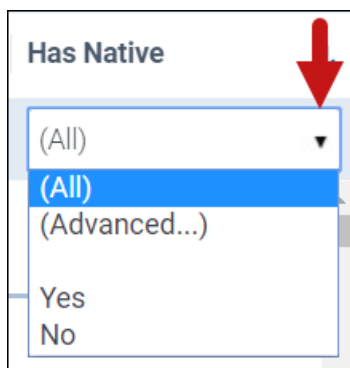 Has Native
(All)
(All)
(Advanced...)
Yes
No